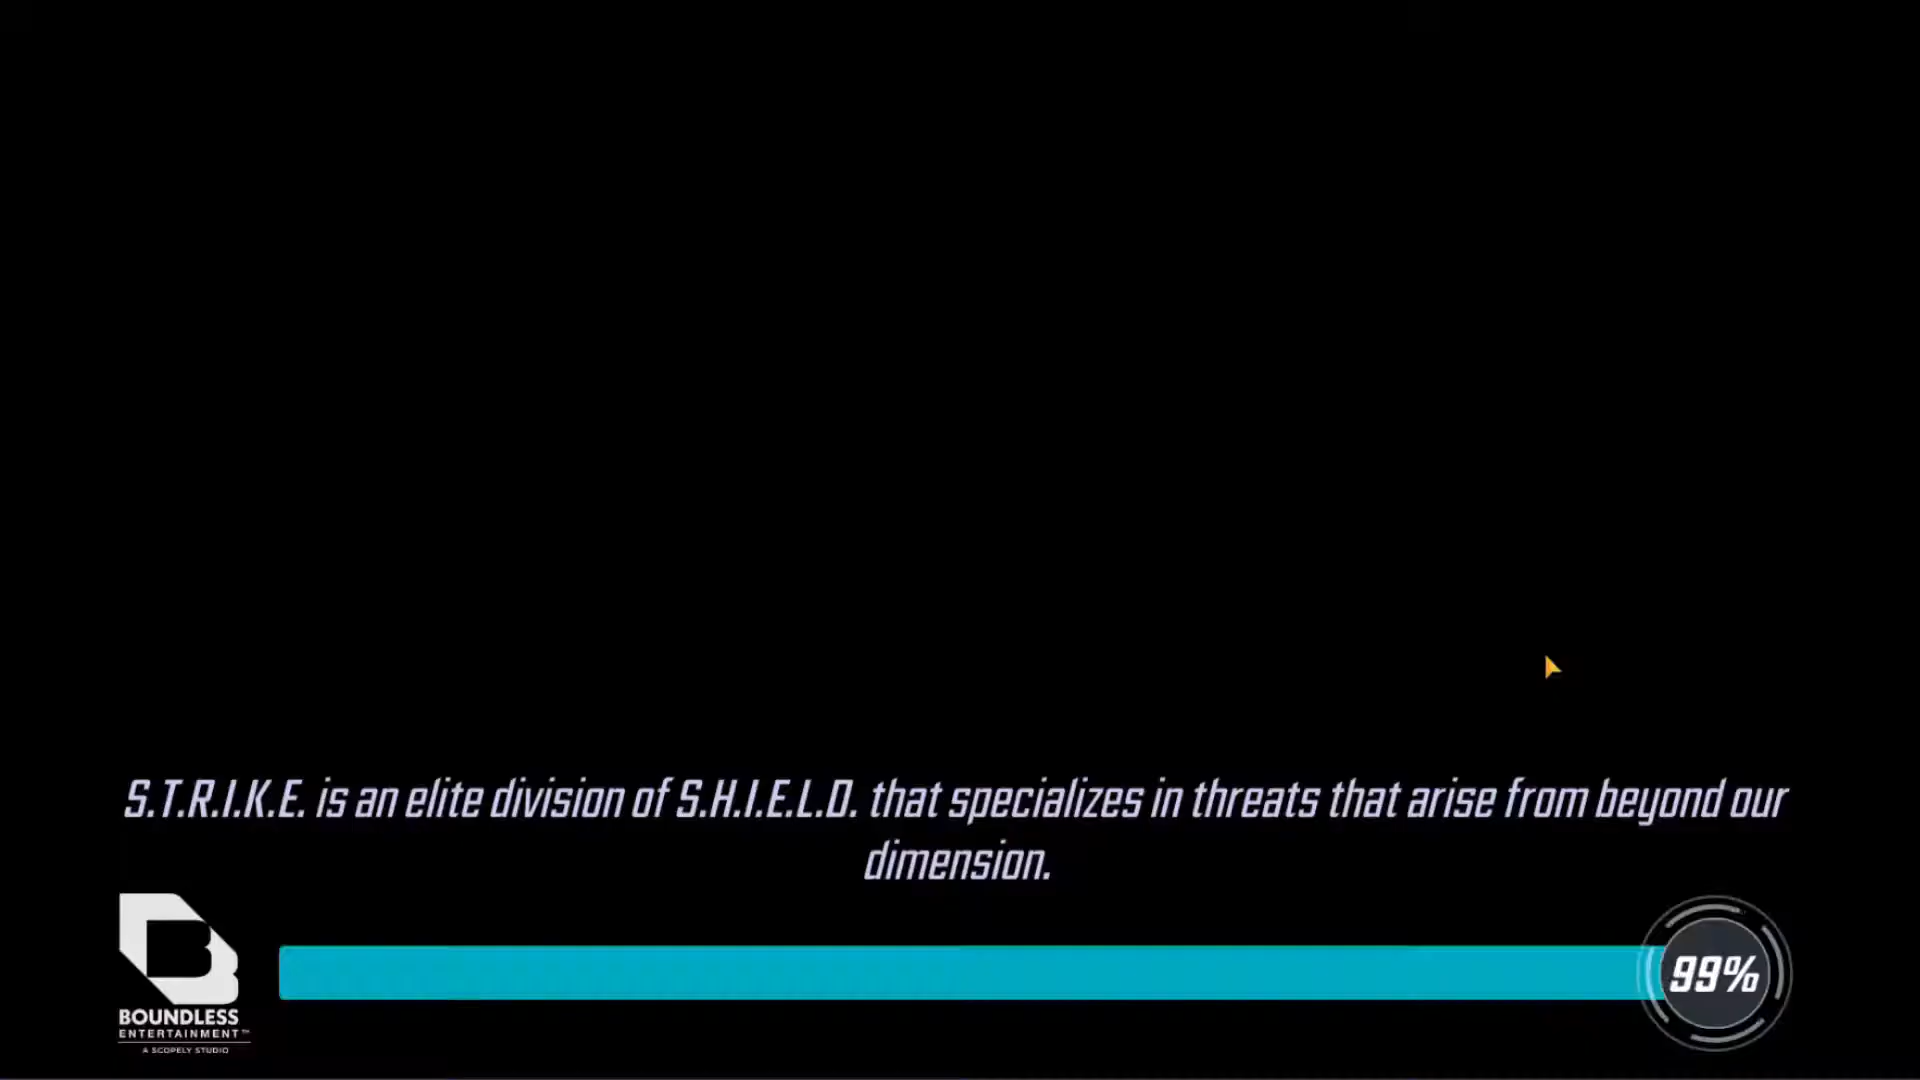 S.T.R.I.K.E. is an elite division of S.H.I.E.L.D. that specializes in threats that arise from beyond our
dimension.
BOUNDLESS
ENTERTAINMENT™
A SCOPELY STUDIO
99%